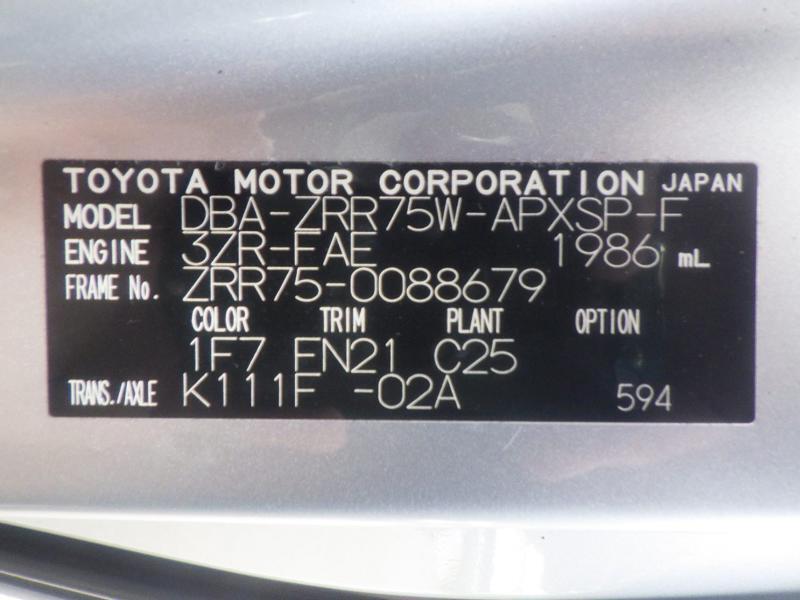 TOYOTA MOTOR CORPORATION JAPAN
MODEL DBA-ZRR75W-APXSP-F
ENGINE 3ZR-FAE 1986 mL
FRAME No. ZRR75-0088679
COLOR TRIM PLANT OPTION
1F7 FN21 C25
TRANS./AXLE K111F -02A 594